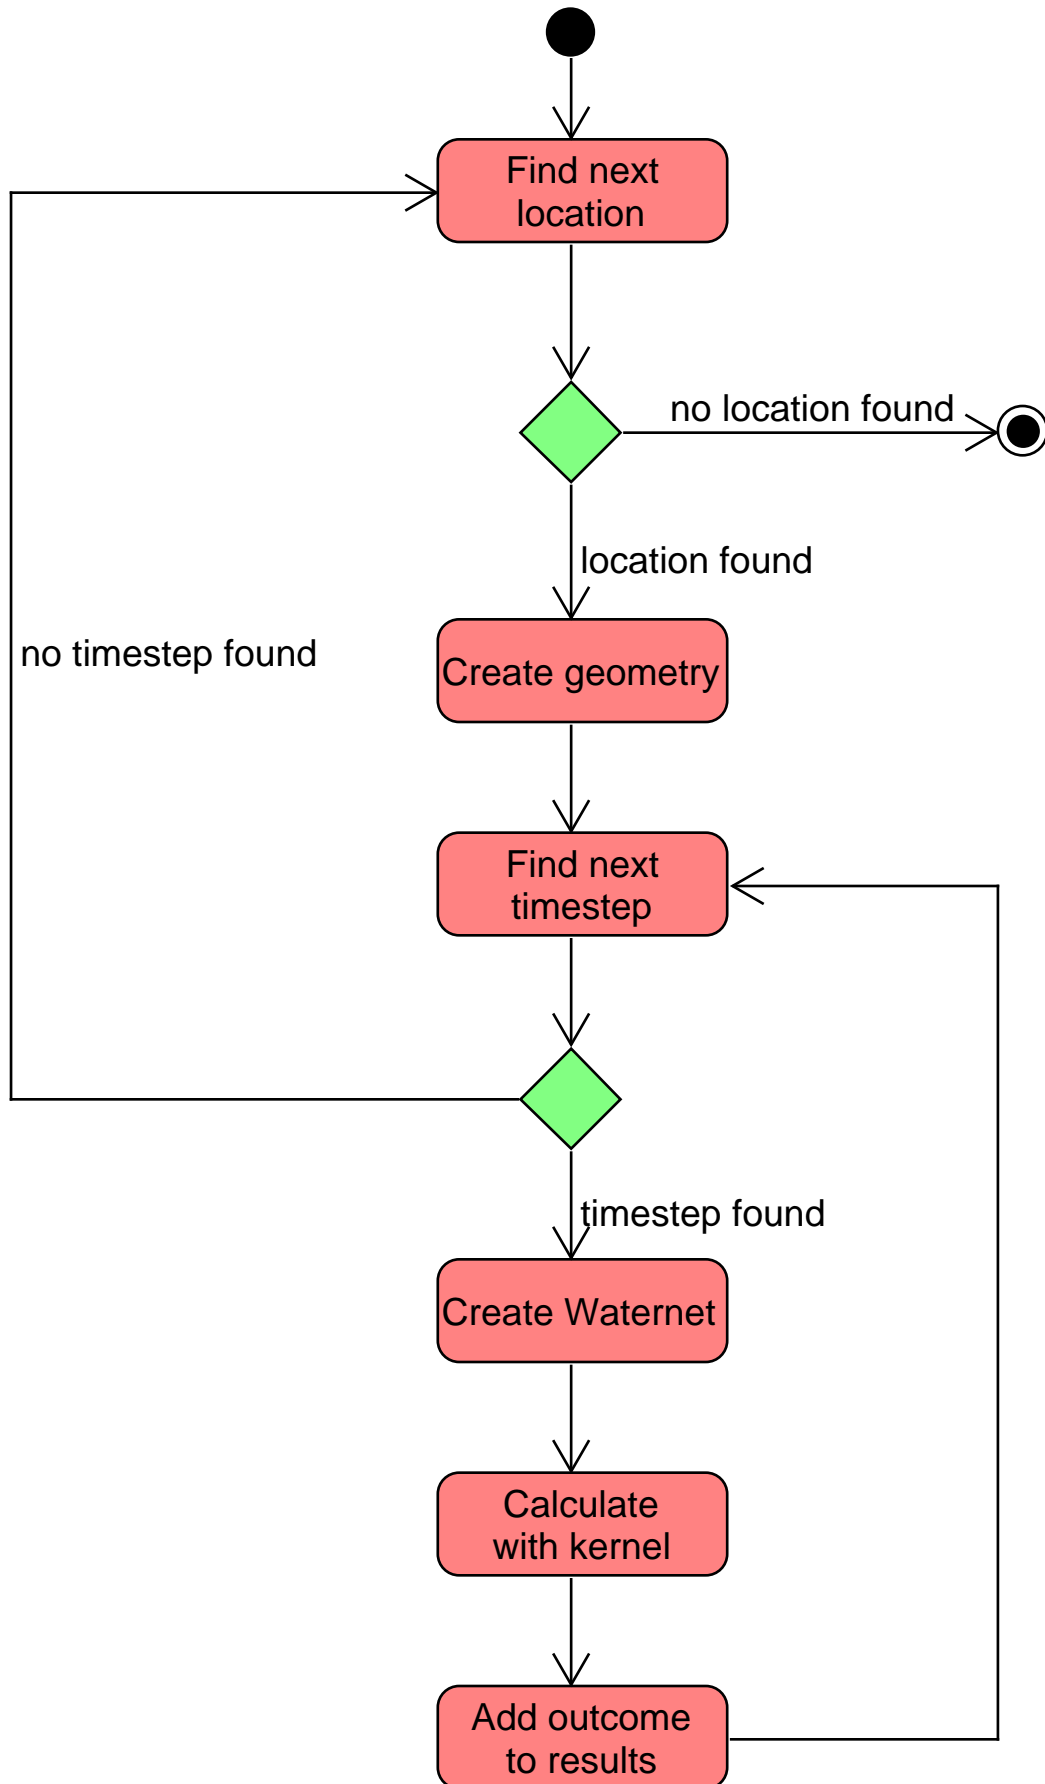 Find next
location
no location found
location found
no timestep found
Create geometry
Find next
timestep
timestep found
Create Waternet
Calculate
with kernel
Add outcome
to results